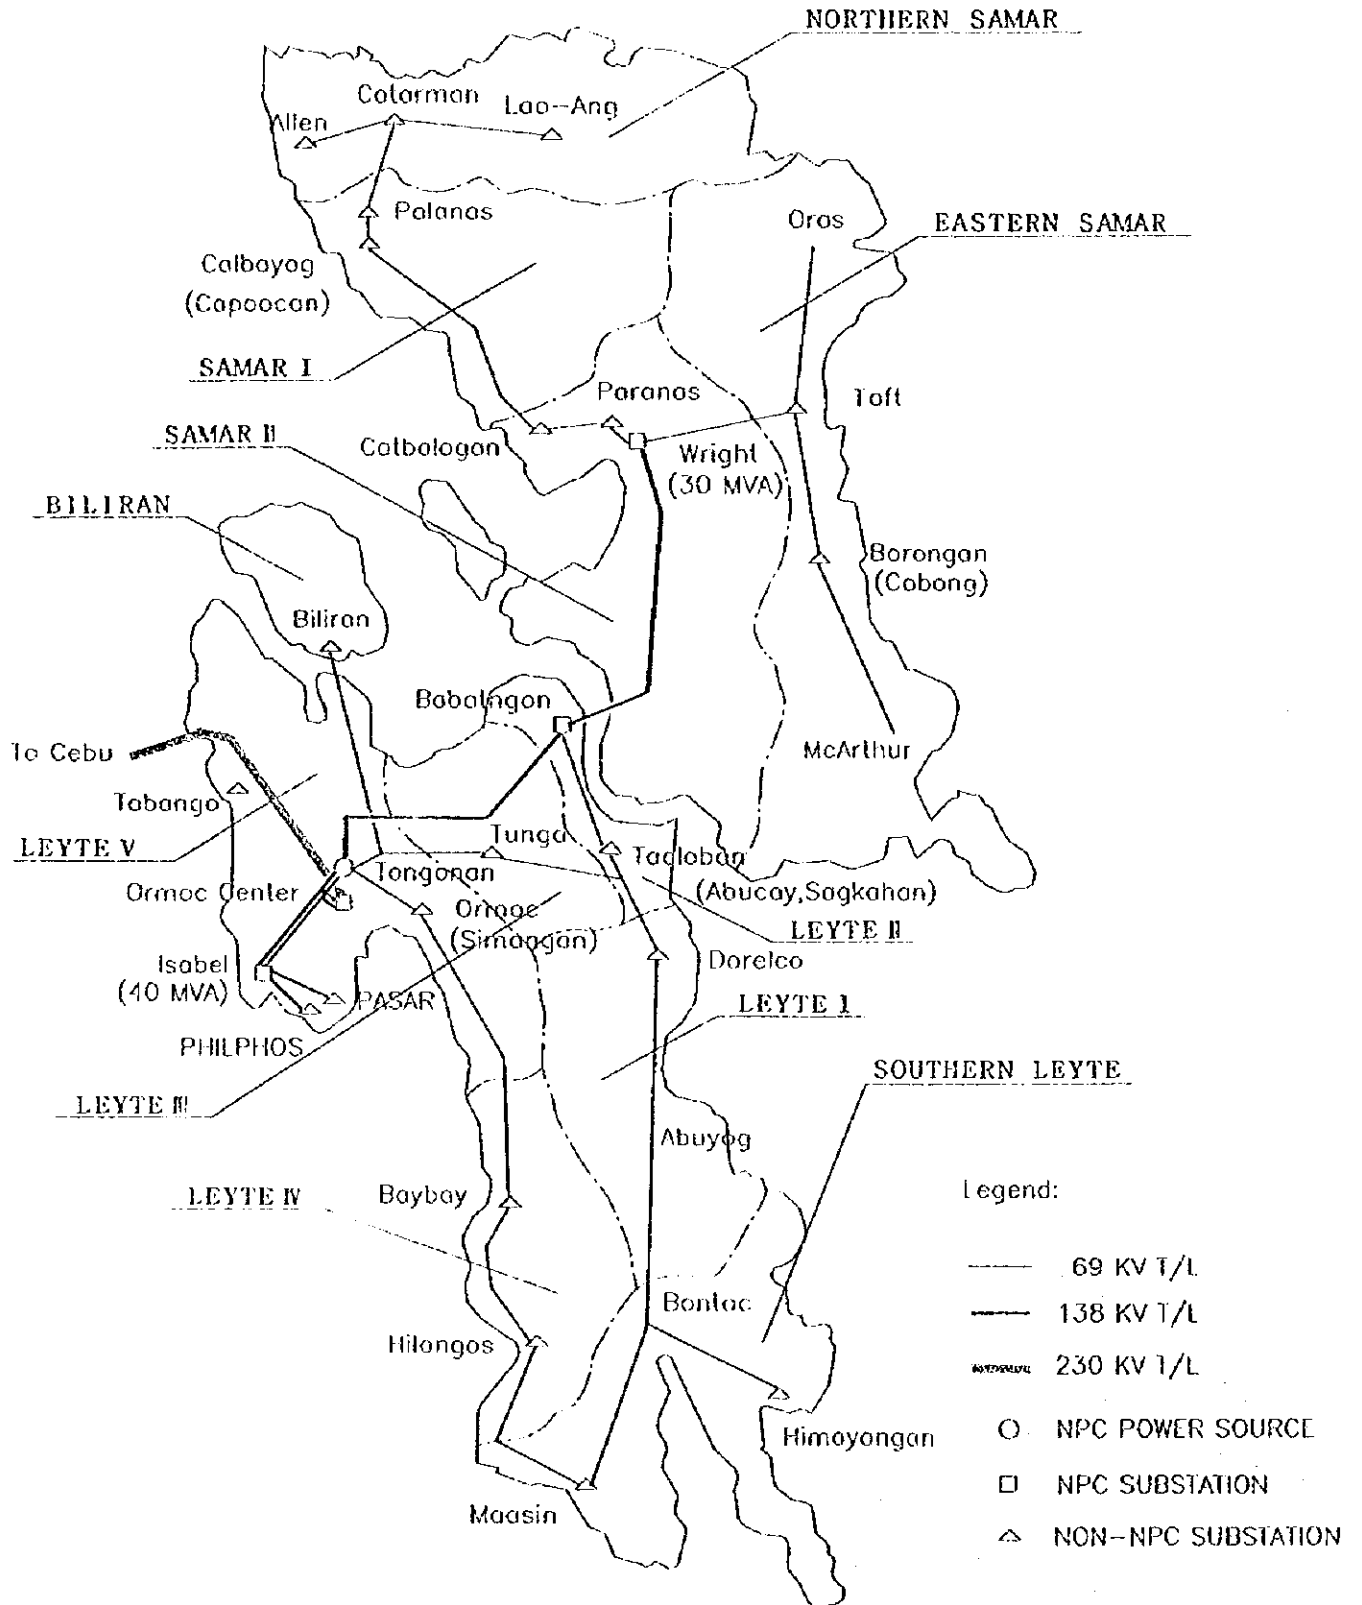 NORTHERN SAMAR
Catarman
Lao-Ang
Allen
Palanas
Oras
EASTERN SAMAR
Calbayog
(Capoocan)
SAMAR I
Paranas
Taft
SAMAR II
Catbalogan
Wright
(30 MVA)
BILIRAN
Borongan
(Cabong)
Biliran
Babatngon
To Cebu
McArthur
Tabango
Tunga
LEYTE V
Tacloban
(Abucay,Sagkahan)
Tongonan
Ormoc Center
Ormoc
(Simangan)
LEYTE II
Isabel
(40 MVA)
Dorelco
PASAR
LEYTE I
PHILPHOS
SOUTHERN LEYTE
LEYTE III
Abuyog
Baybay
LEYTE IV
Bontoc
Hilongos
Himayangan
Maasin
Legend:
69 KV T/L
138 KV T/L
230 KV T/L
NPC POWER SOURCE
NPC SUBSTATION
NON-NPC SUBSTATION